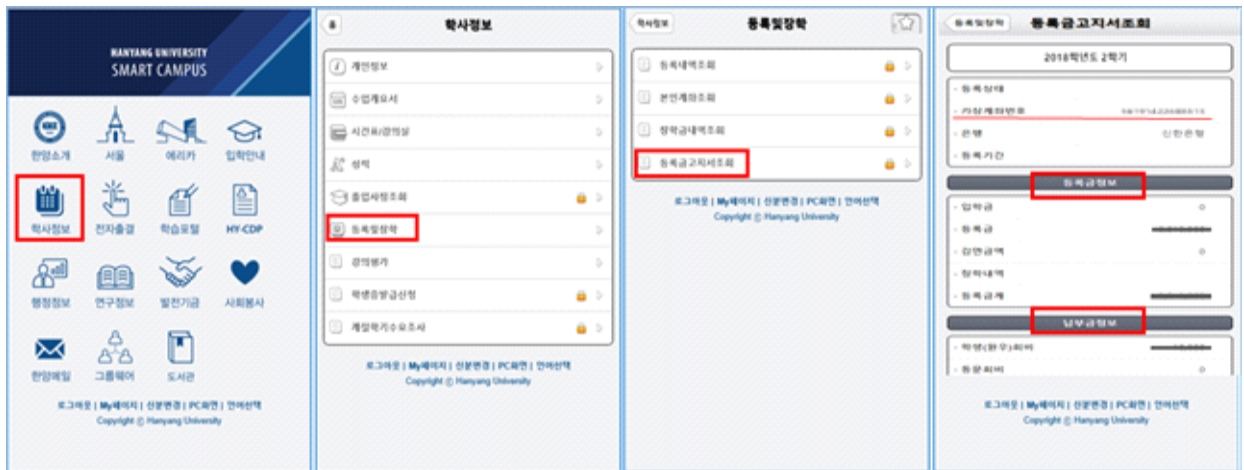 HANYANG UNIVERSITY
SMART CAMPUS
한양소개
서울
에리카
입학안내
학사정보
전자출결
학습포털
HY-CDP
행정정보
연구정보
발전기금
사회봉사
한양메일
그룹웨어
도서관
로그아웃 | My페이지 | 신분변경 | PC화면 | 언어선택
Copyright ⓒ Hanyang University
홈
학사정보
개인정보
수업계요서
시간표/강의실
성적
졸업사정조회
등록및장학
강의평가
학생증발급신청
계절학기수요조사
로그아웃 | My페이지 | 신분변경 | PC화면 | 언어선택
Copyright ⓒ Hanyang University
학사정보
등록및장학
등록내역조회
본인계좌조회
장학금내역조회
등록금고지서조회
로그아웃 | My페이지 | 신분변경 | PC화면 | 언어선택
Copyright ⓒ Hanyang University
등록및장학
등록금고지서조회
2018학년도 2학기
- 등록상태
- 가상계좌번호
- 은행 신한은행
- 등록기간
등록금정보
- 입학금 0
- 등록금
- 감면금액 0
- 장학내역
- 등록금계
납부금정보
- 학생(원우)회비
- 동문회비 0
로그아웃 | My페이지 | 신분변경 | PC화면 | 언어선택
Copyright ⓒ Hanyang University